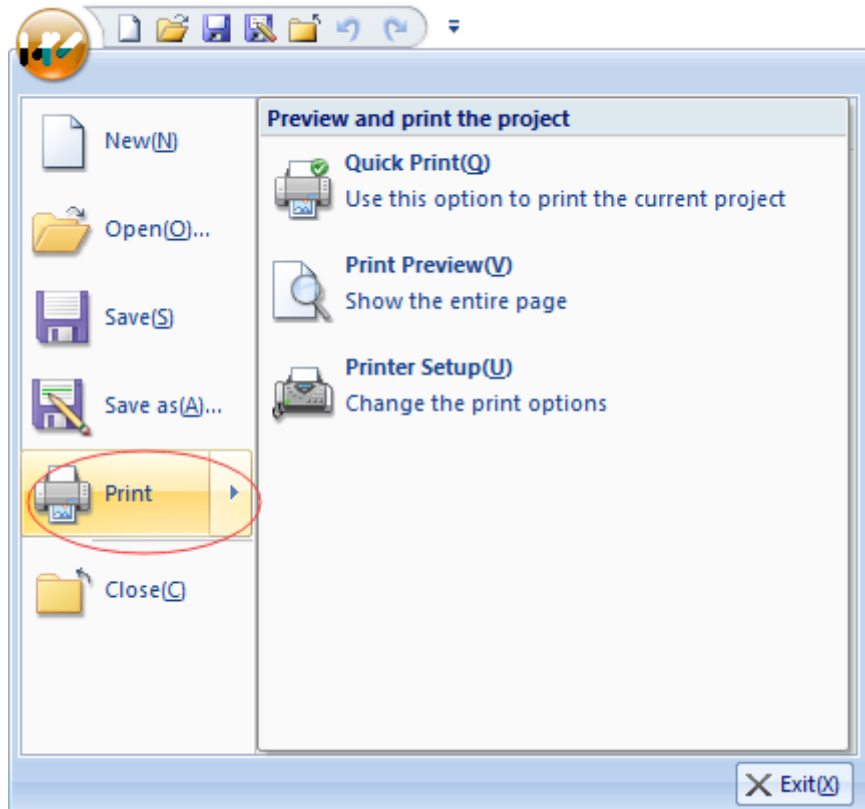 New(N)
Open(O)...
Save(S)
Save as(A)...
Print
Close(C)
Preview and print the project
Quick Print(Q)
Use this option to print the current project
Print Preview(V)
Show the entire page
Printer Setup(U)
Change the print options
Exit(X)